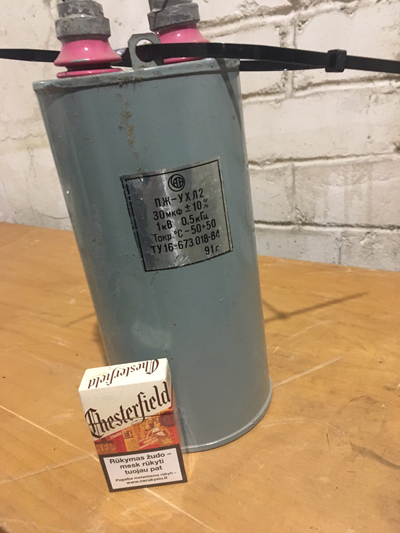 ПЖ-УХЛ2
30мкф ±10%
1кВ 0.5кГц
Токр.°С-50+50
ТУ16-673.018-84
91г.
Chesterfield
Chesterfield
Rūkymas žudo –
mesk rūkyti
tuojau pat